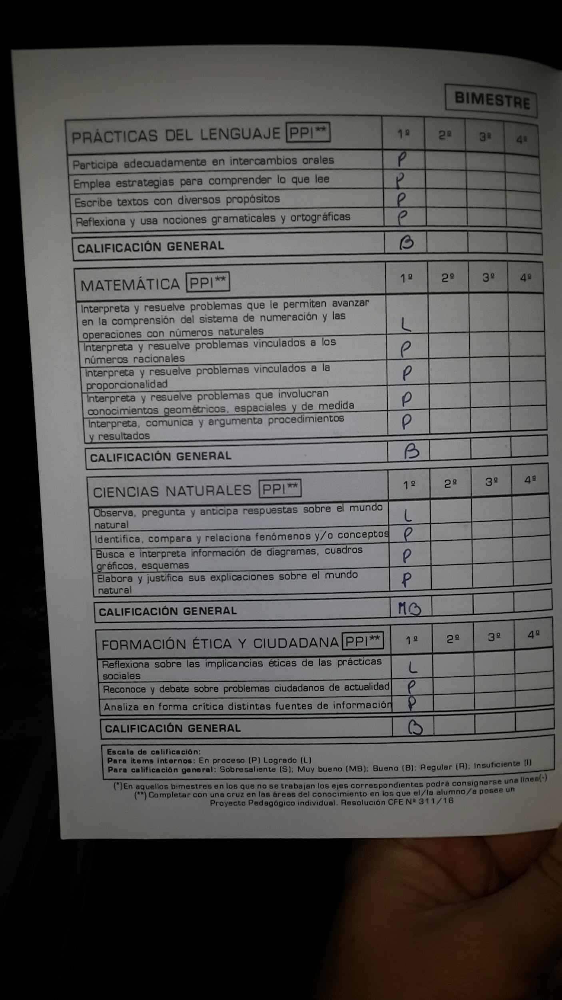 BIMESTRE
PRÁCTICAS DEL LENGUAJE PPI** 1º 2º 3º 4º
Participa adecuadamente en intercambios orales P
Emplea estrategias para comprender lo que lee P
Escribe textos con diversos propósitos P
Reflexiona y usa nociones gramaticales y ortográficas P
CALIFICACIÓN GENERAL B
MATEMÁTICA PPI** 1º 2º 3º 4º
Interpreta y resuelve problemas que le permiten avanzar
en la comprensión del sistema de numeración y las
operaciones con números naturales L
Interpreta y resuelve problemas vinculados a los
números racionales P
Interpreta y resuelve problemas vinculados a la
proporcionalidad P
Interpreta y resuelve problemas que involucran
conocimientos geométricos, espaciales y de medida P
Interpreta, comunica y argumenta procedimientos
y resultados P
CALIFICACIÓN GENERAL B
CIENCIAS NATURALES PPI** 1º 2º 3º 4º
Observa, pregunta y anticipa respuestas sobre el mundo
natural L
Identifica, compara y relaciona fenómenos y/o conceptos P
Busca e interpreta información de diagramas, cuadros
gráficos, esquemas P
Elabora y justifica sus explicaciones sobre el mundo
natural P
CALIFICACIÓN GENERAL MB
FORMACIÓN ÉTICA Y CIUDADANA PPI** 1º 2º 3º 4º
Reflexiona sobre las implicancias éticas de las prácticas
sociales L
Reconoce y debate sobre problemas ciudadanos de actualidad P
Analiza en forma crítica distintas fuentes de información P
CALIFICACIÓN GENERAL B
Escala de calificación:
Para items internos: En proceso (P) Logrado (L)
Para calificación general: Sobresaliente (S); Muy bueno (MB); Bueno (B); Regular (R); Insuficiente (I)
(*)En aquellos bimestres en los que no se trabajan los ejes correspondientes podrá consignarse una línea(-)
(**) Completar con una cruz en las áreas del conocimiento en los que el/la alumno/a posee un
Proyecto Pedagógico individual. Resolución CFE Nº 311/16